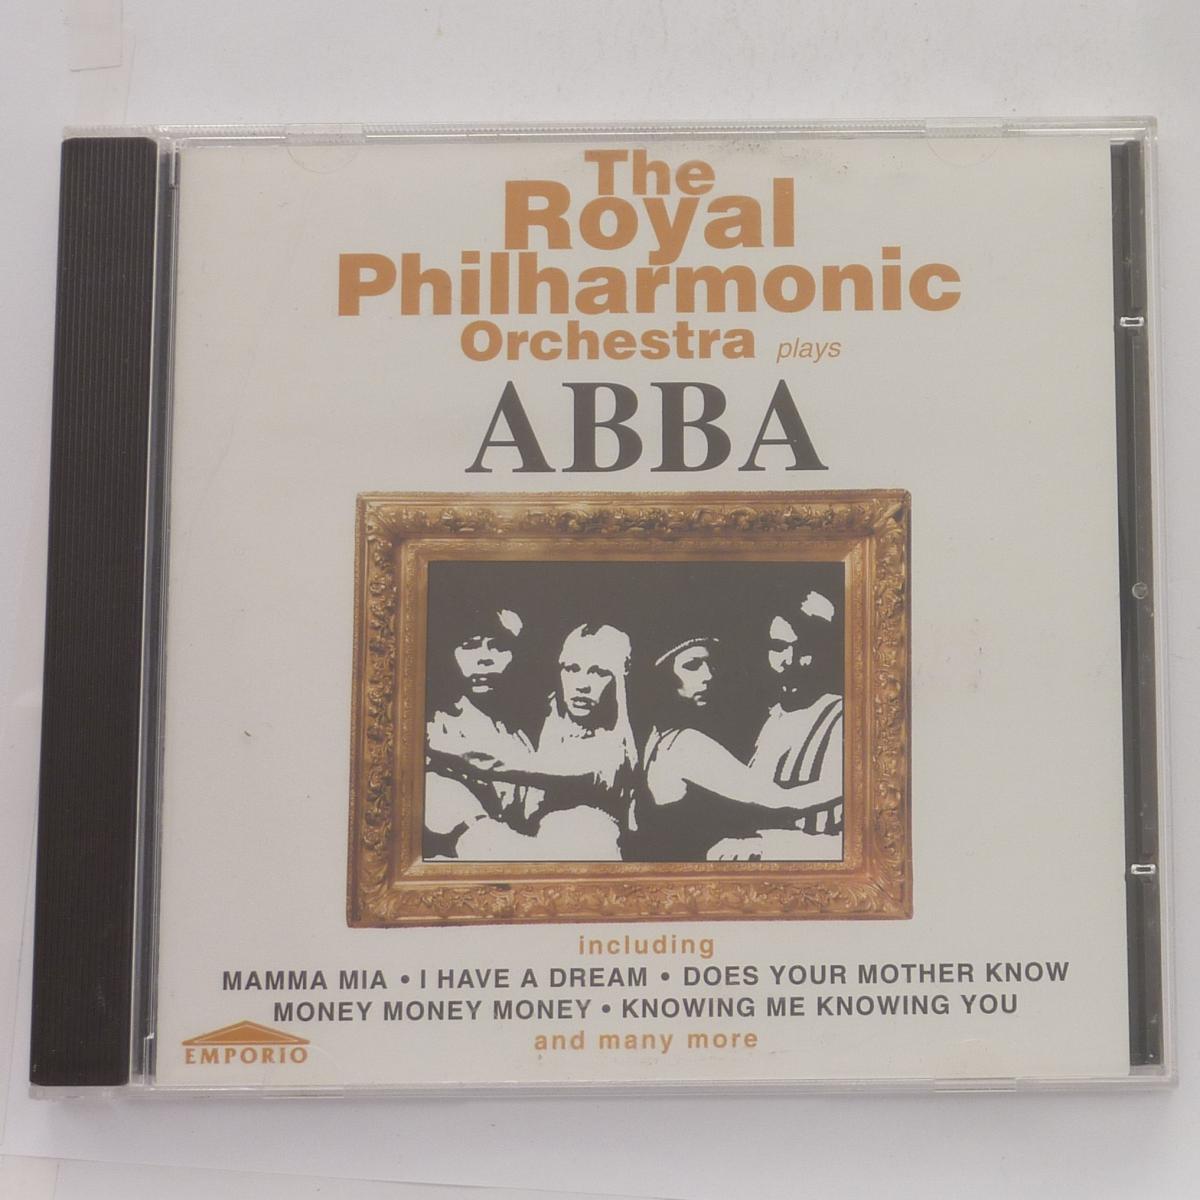 The
Royal
Philharmonic
Orchestra plays
ABBA
including
MAMMA MIA • I HAVE A DREAM • DOES YOUR MOTHER KNOW
MONEY MONEY MONEY • KNOWING ME KNOWING YOU
and many more
EMPORIO